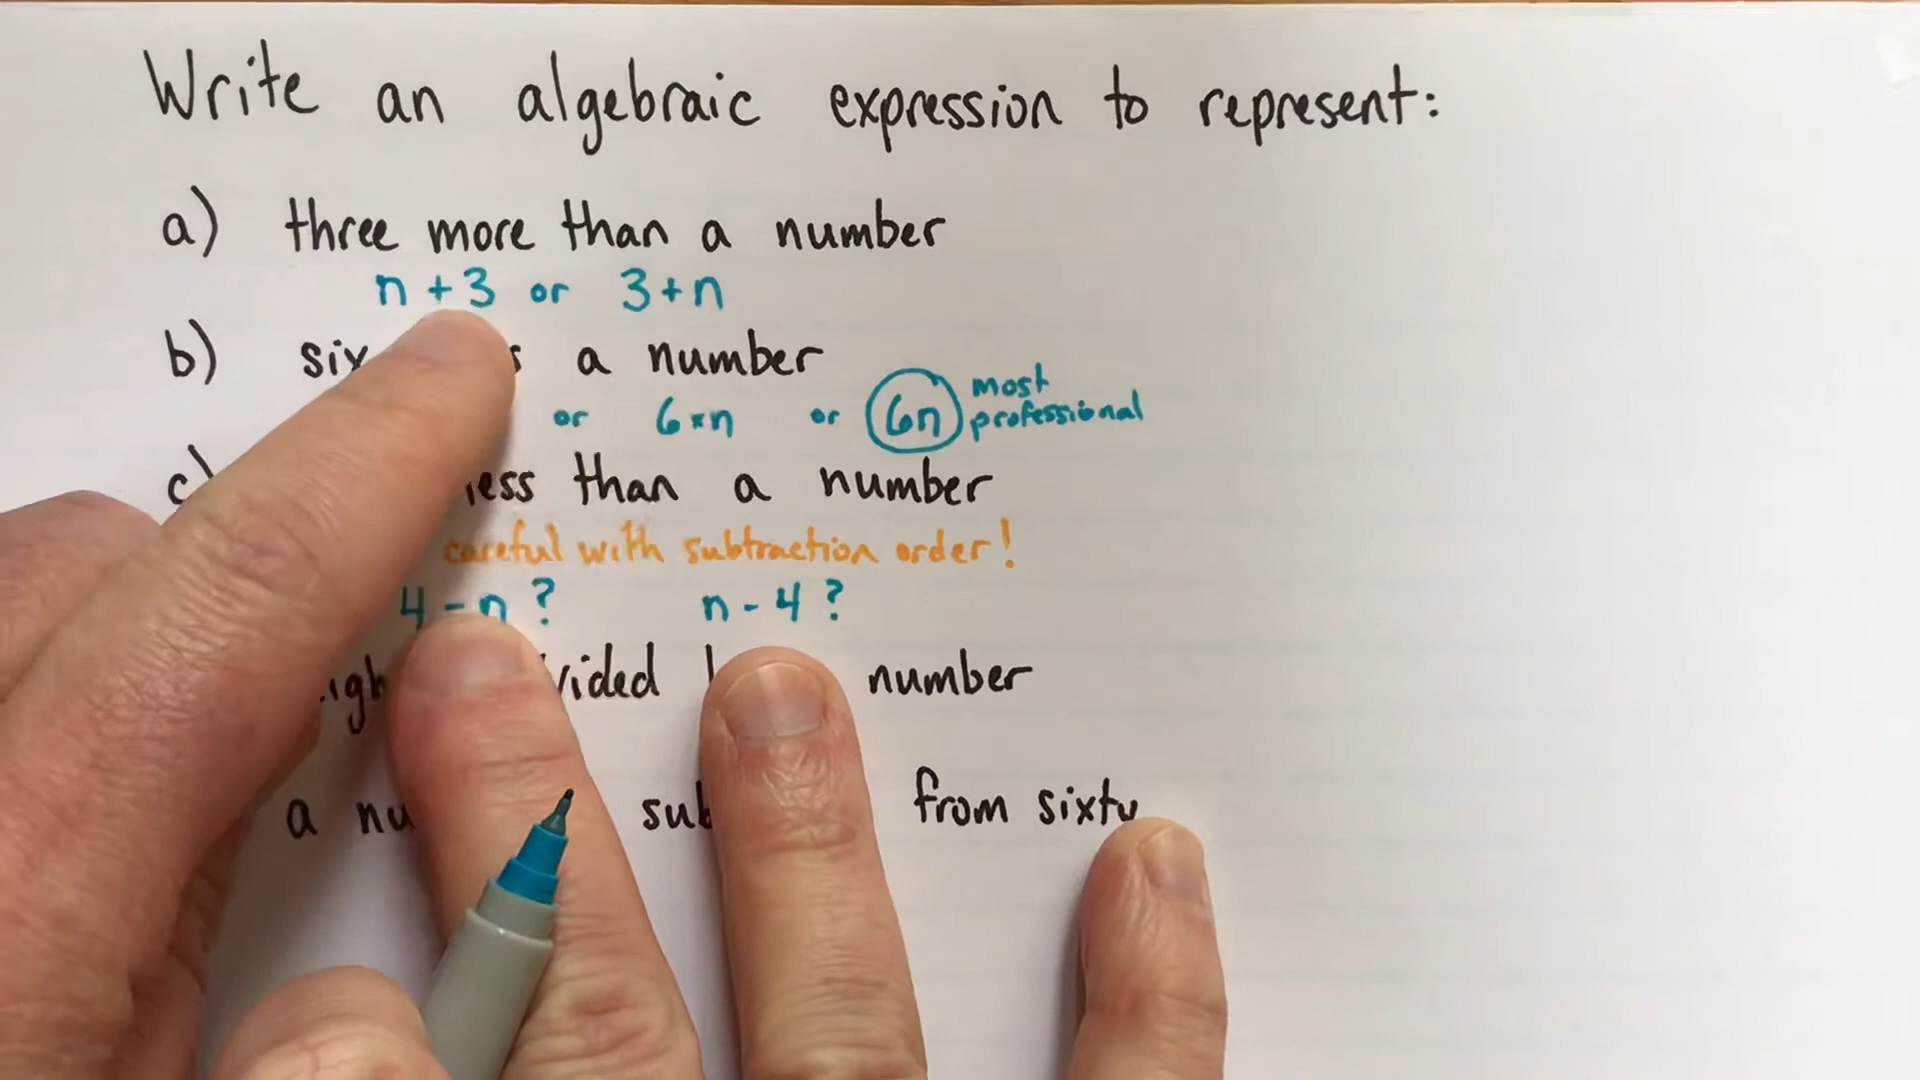 Write an algebraic expression to represent:
a) three more than a number
n + 3 or 3 + n
b) six a number
or 6 × n or 6n most professional
c) less than a number
careful with subtraction order!
4 - n ? n - 4 ?
number
a from sixty